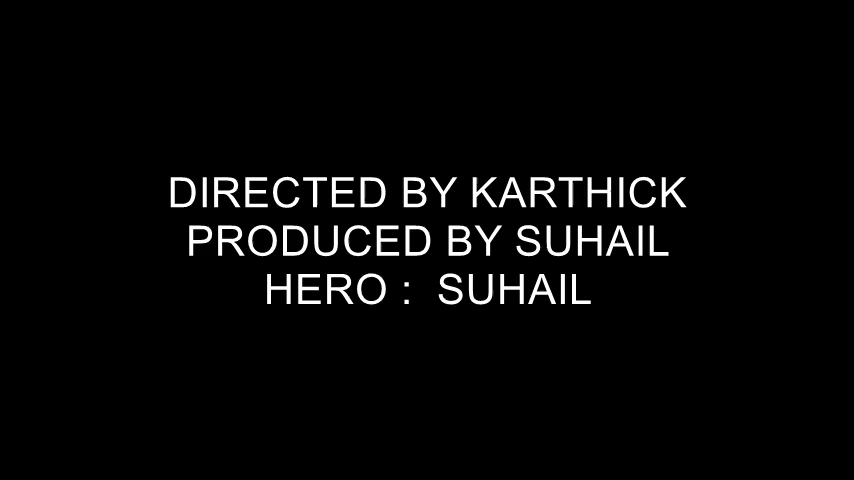 DIRECTED BY KARTHICK
PRODUCED BY SUHAIL
HERO :  SUHAIL